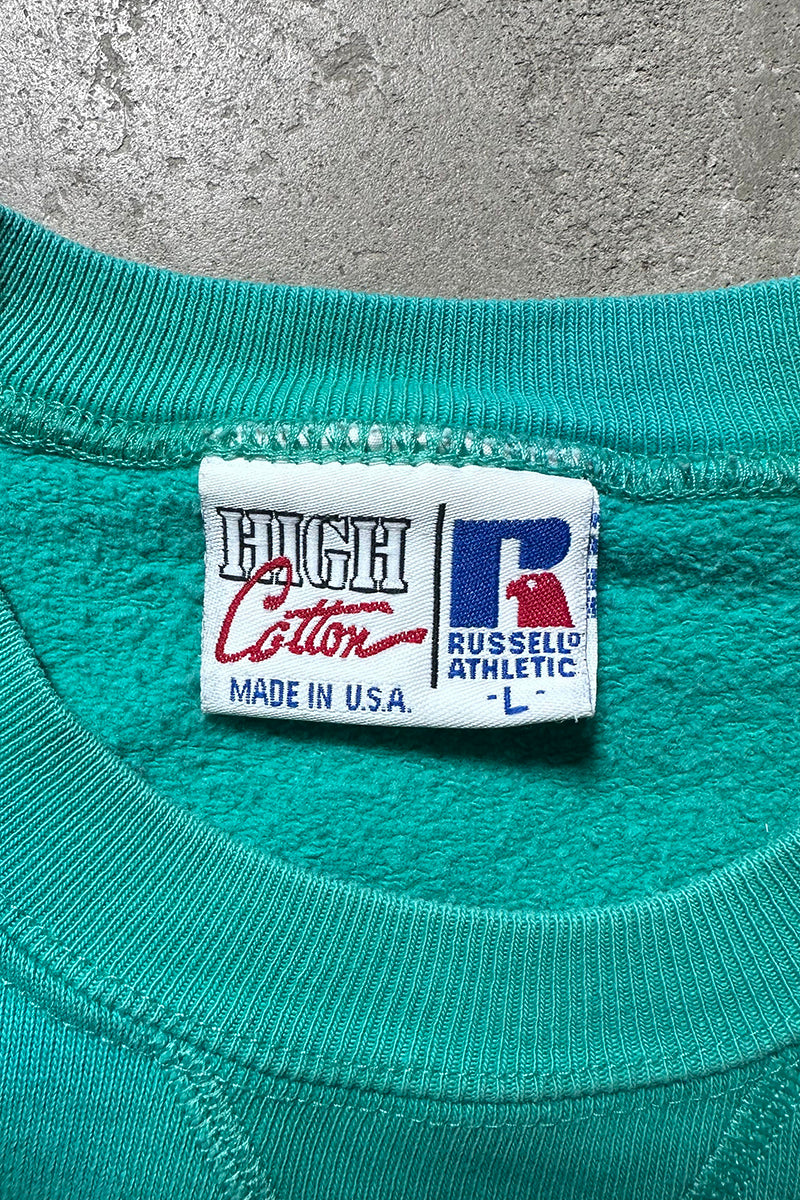 HIGH
Cotton
MADE IN U.S.A.
R
RUSSELL
ATHLETIC
-L-